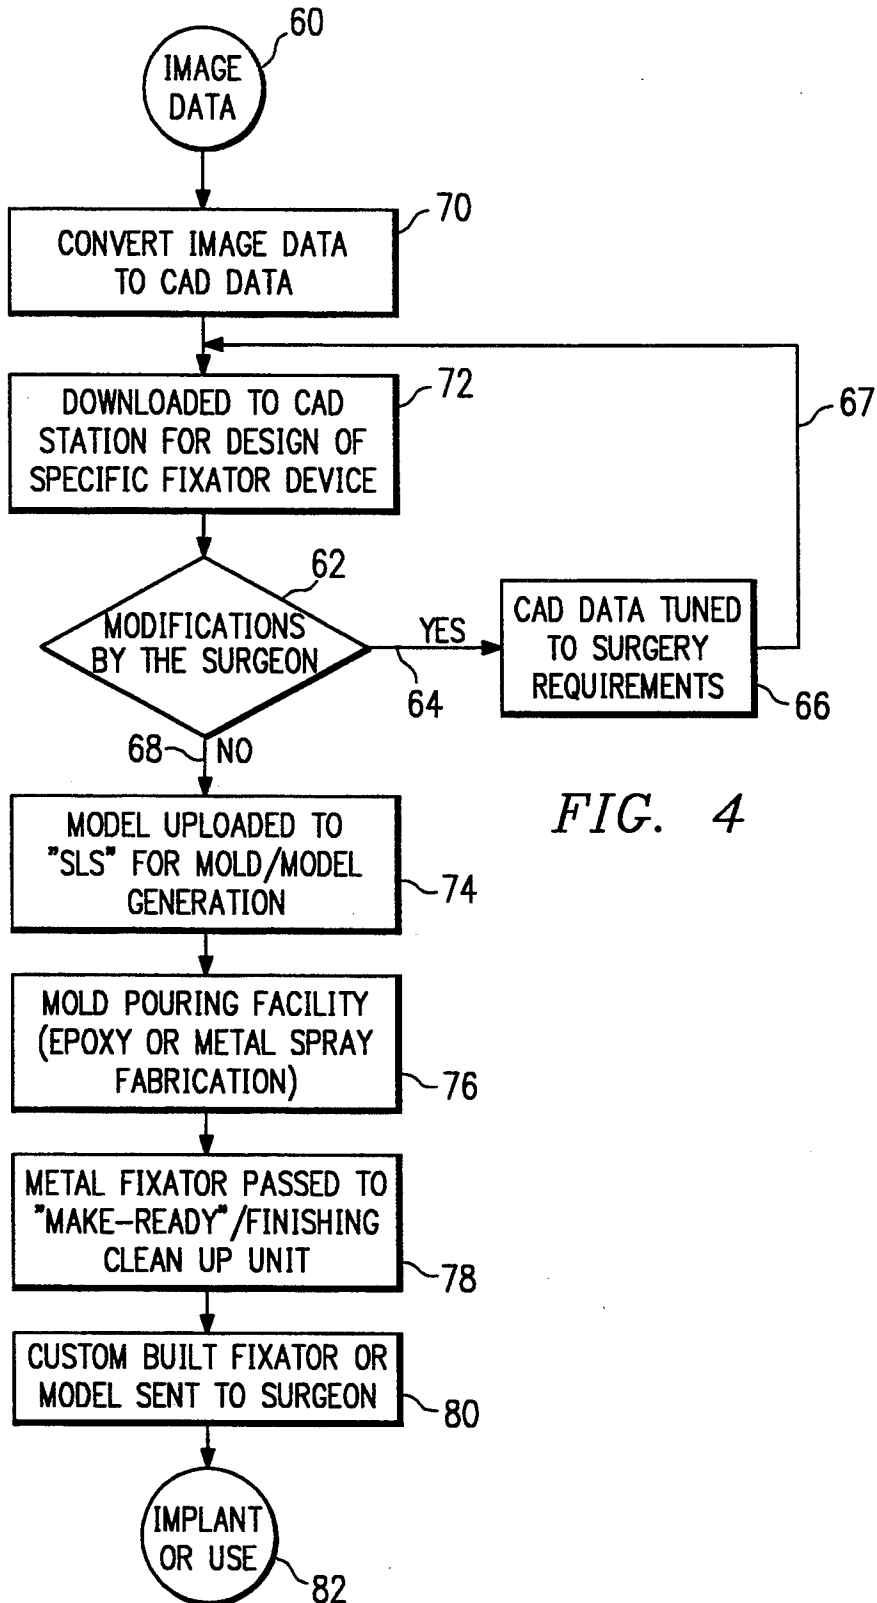 60
IMAGE
DATA
70
CONVERT IMAGE DATA
TO CAD DATA
72
DOWNLOADED TO CAD
STATION FOR DESIGN OF
SPECIFIC FIXATOR DEVICE
67
62
MODIFICATIONS
BY THE SURGEON
YES
64
CAD DATA TUNED
TO SURGERY
REQUIREMENTS
66
68 NO
FIG. 4
MODEL UPLOADED TO
"SLS" FOR MOLD/MODEL
GENERATION
74
MOLD POURING FACILITY
(EPOXY OR METAL SPRAY
FABRICATION)
76
METAL FIXATOR PASSED TO
"MAKE-READY"/FINISHING
CLEAN UP UNIT
78
CUSTOM BUILT FIXATOR OR
MODEL SENT TO SURGEON
80
IMPLANT
OR USE
82